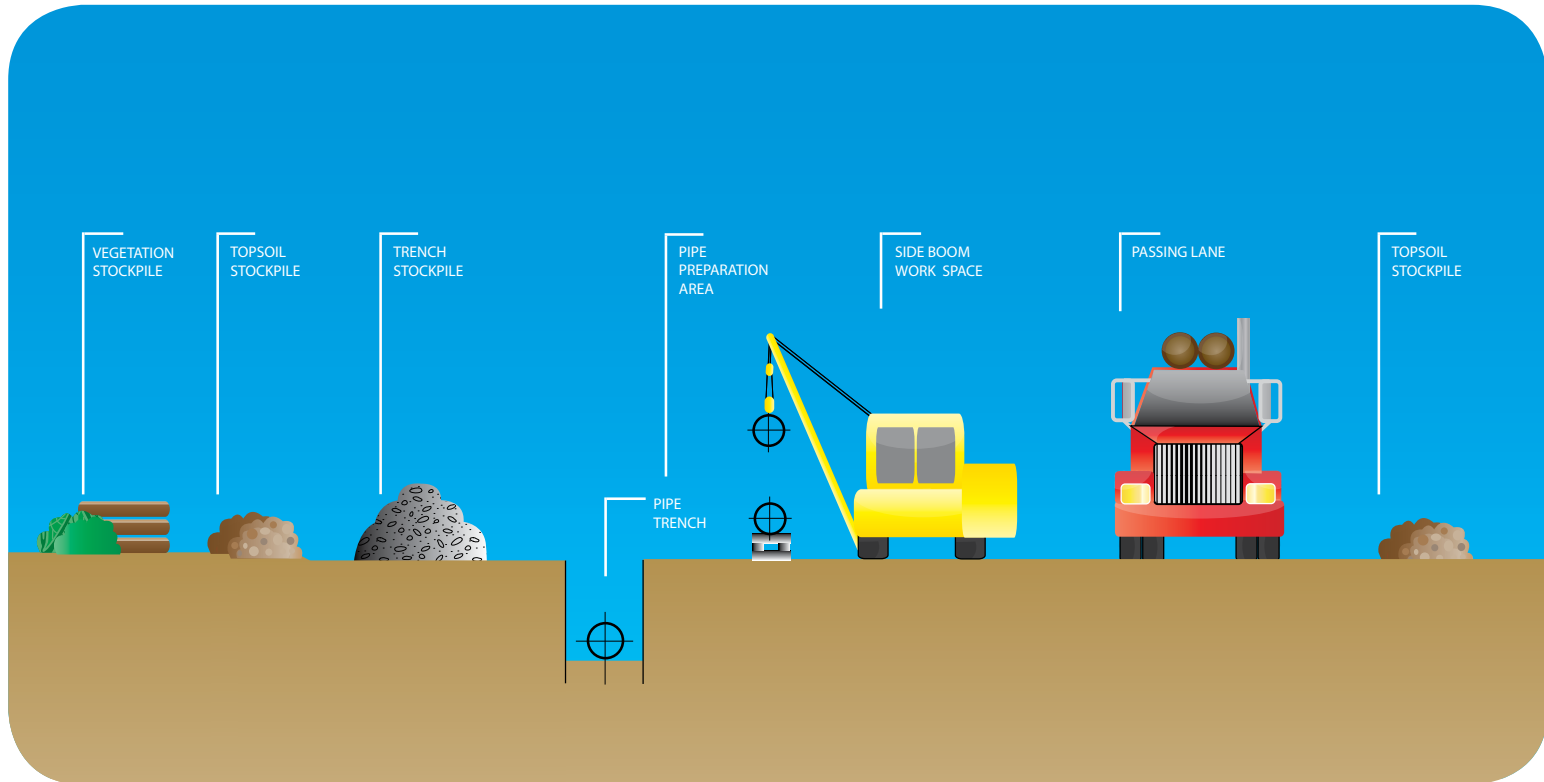 VEGETATION
STOCKPILE
TOPSOIL
STOCKPILE
TRENCH
STOCKPILE
PIPE
PREPARATION
AREA
SIDE BOOM
WORK SPACE
PASSING LANE
TOPSOIL
STOCKPILE
PIPE
TRENCH